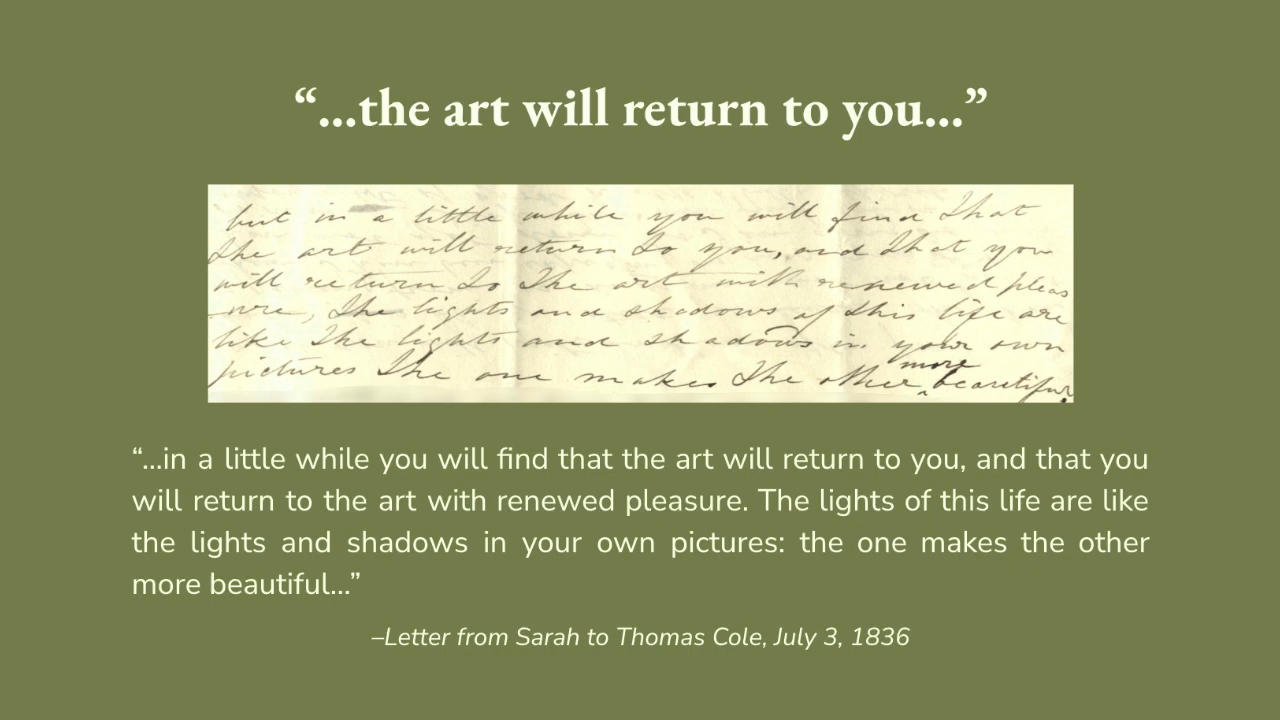 “...the art will return to you...”
but in a little while you will find that
the art will return to you, and that you
will return to the art with renewed pleas
ure, The lights and shadows of this life are
like the lights and shadows in your own
more
pictures the one makes the other ^ beautiful
“...in a little while you will find that the art will return to you, and that you
will return to the art with renewed pleasure. The lights of this life are like
the lights and shadows in your own pictures: the one makes the other
more beautiful...”
–Letter from Sarah to Thomas Cole, July 3, 1836